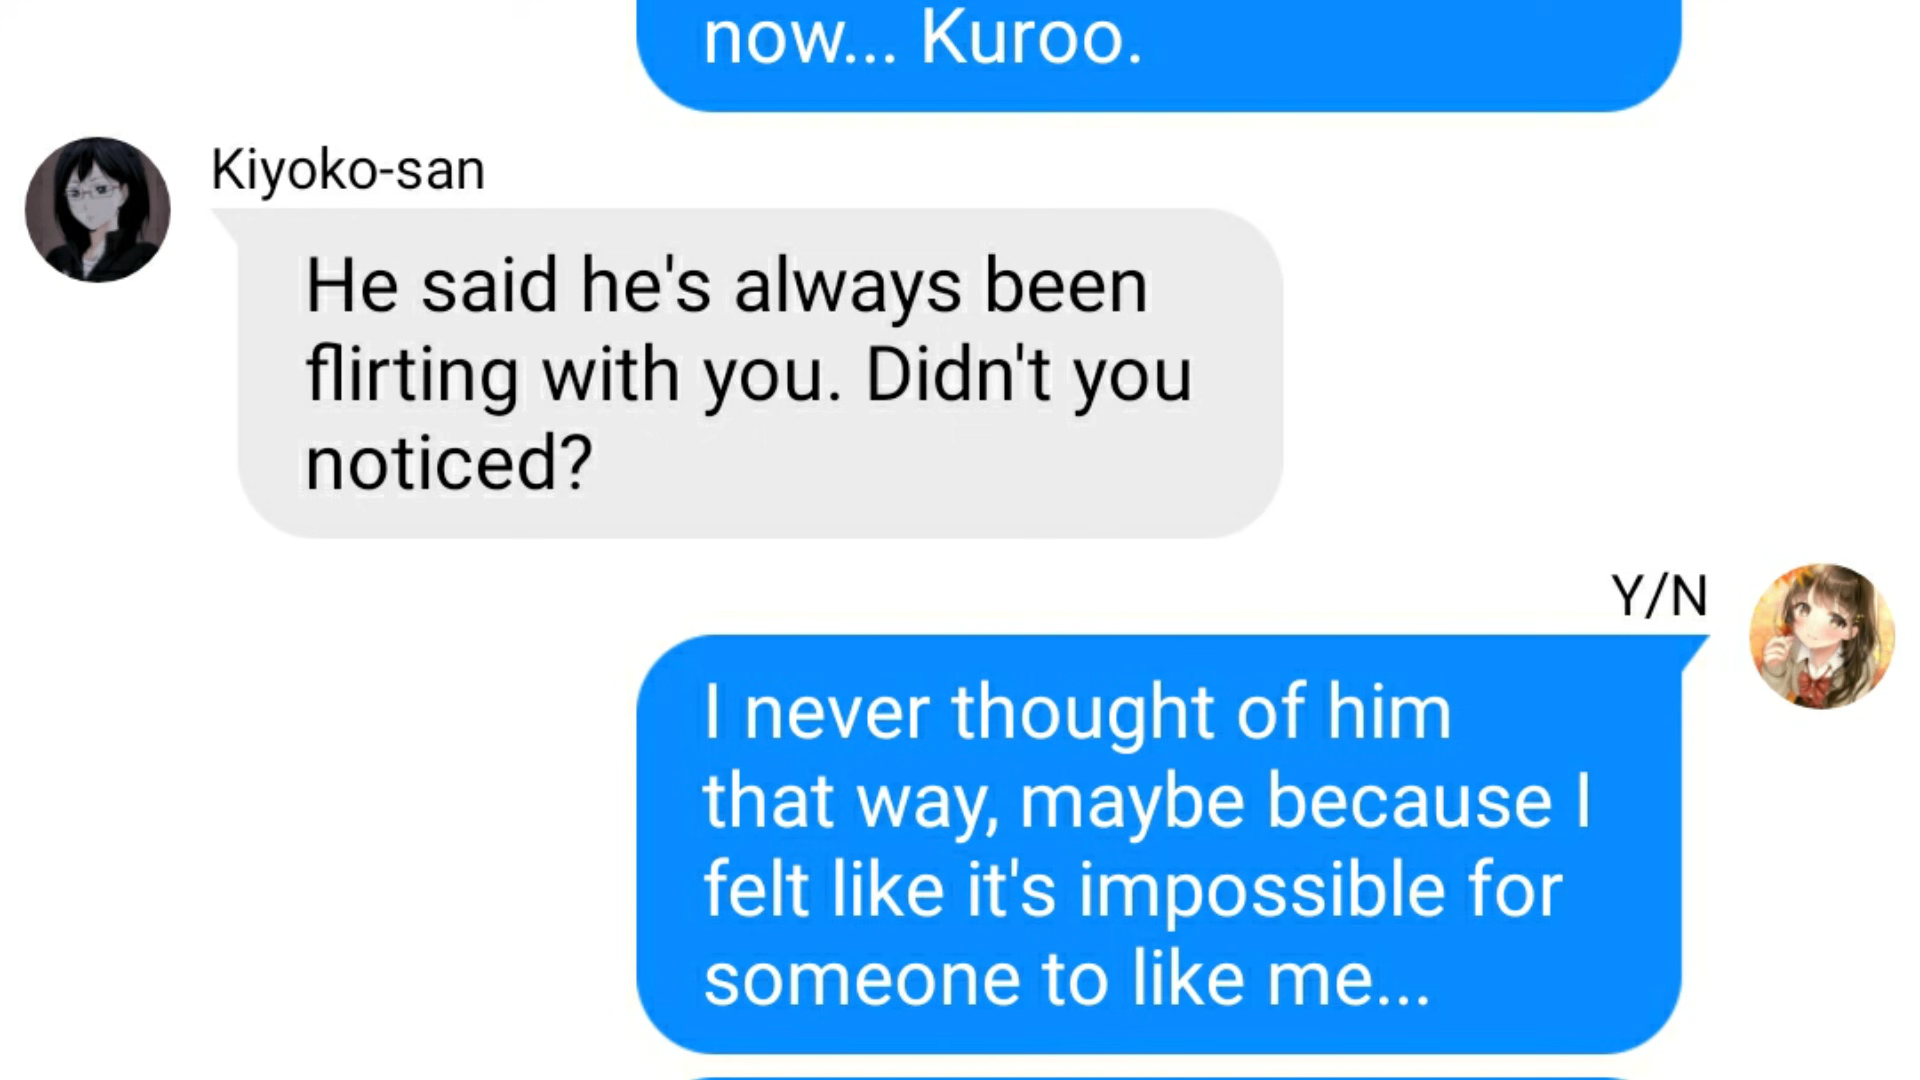 now... Kuroo.
Kiyoko-san
He said he's always been
flirting with you. Didn't you
noticed?
Y/N
I never thought of him
that way, maybe because I
felt like it's impossible for
someone to like me...